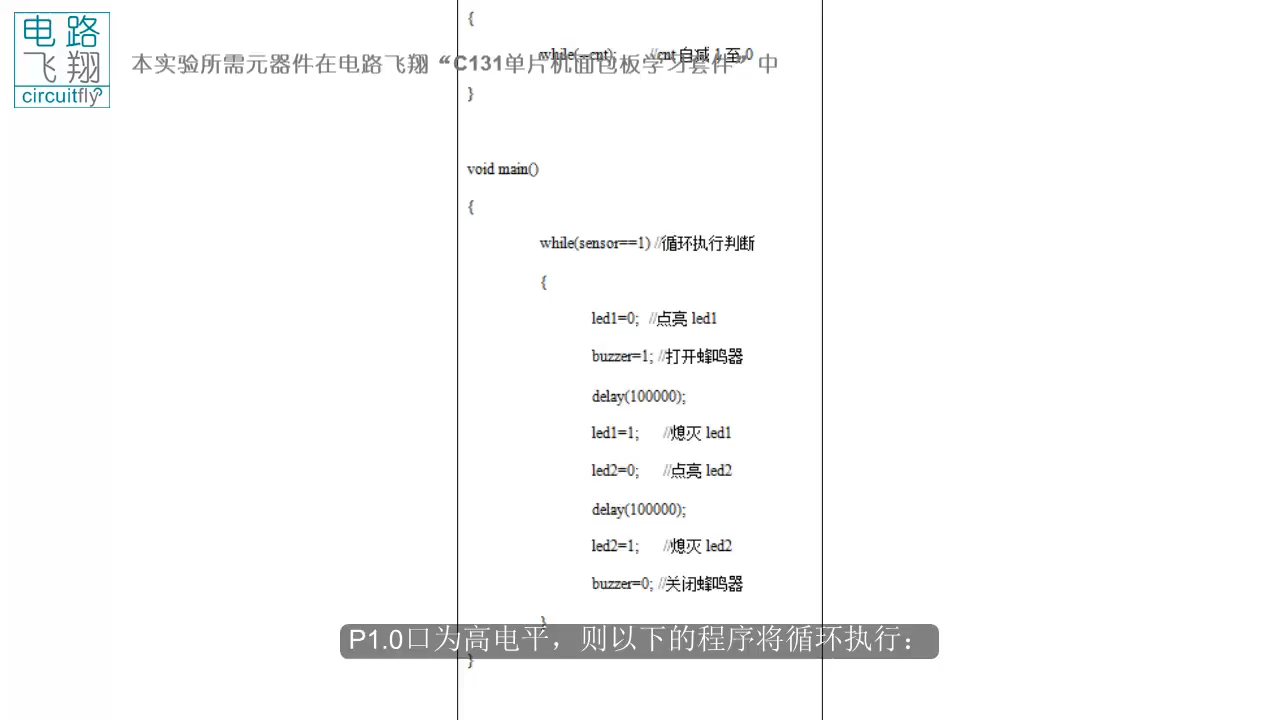 电路
飞翔
circuitfly
本实验所需元器件在电路飞翔“C131单片机面包板学习套件”中
{
while(--cnt); //cnt 自减 1 至 0
}
void main()
{
while(sensor==1) //循环执行判断
{
led1=0; //点亮 led1
buzzer=1; //打开蜂鸣器
delay(100000);
led1=1; //熄灭 led1
led2=0; //点亮 led2
delay(100000);
led2=1; //熄灭 led2
buzzer=0; //关闭蜂鸣器
}
P1.0口为高电平，则以下的程序将循环执行：
}